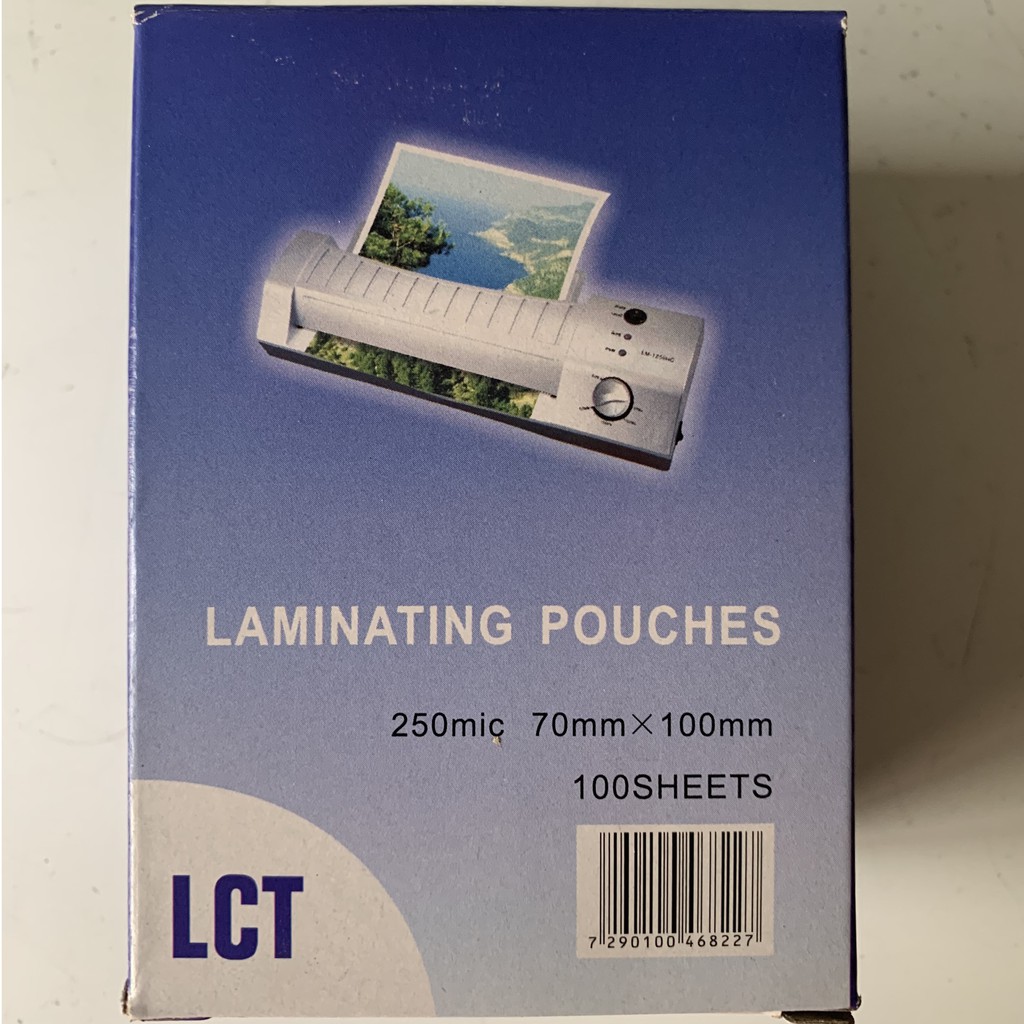 LAMINATING POUCHES
250mic 70mm×100mm
100SHEETS
LCT
7 290100 468227